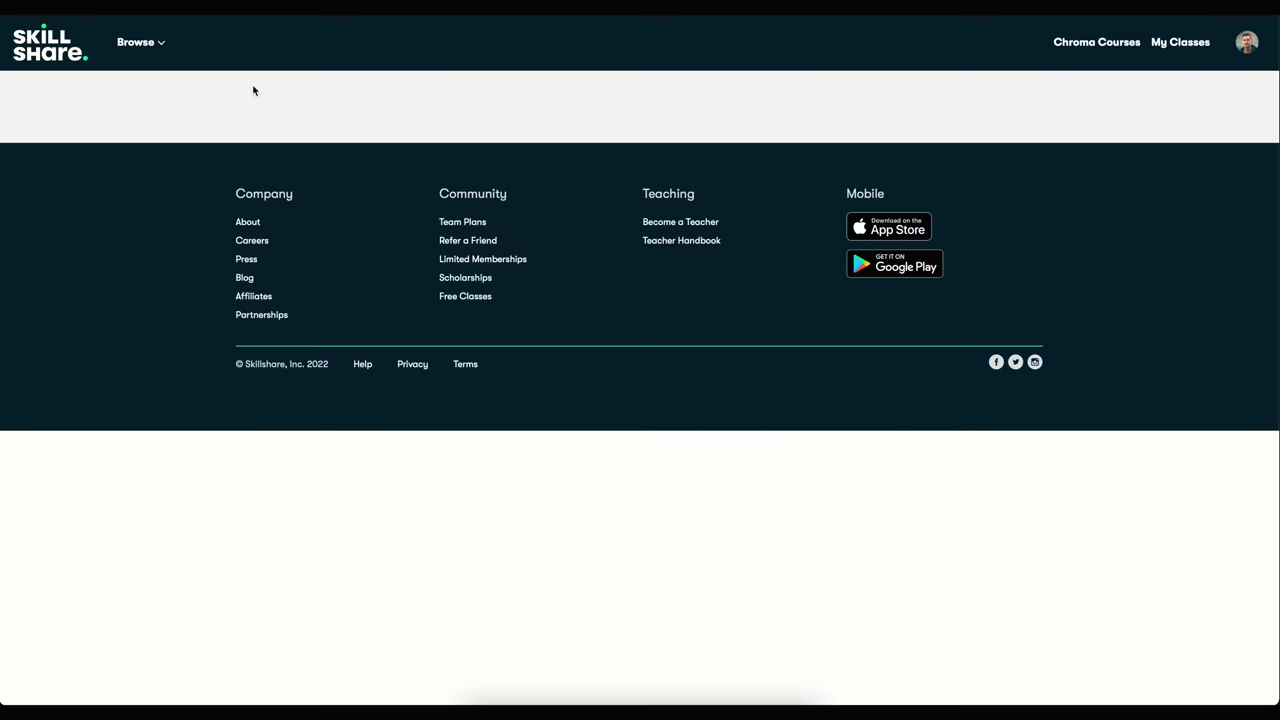 SKILL
SHare.
Browse
Chroma Courses
My Classes
Company
About
Careers
Press
Blog
Affiliates
Partnerships
Community
Team Plans
Refer a Friend
Limited Memberships
Scholarships
Free Classes
Teaching
Become a Teacher
Teacher Handbook
Mobile
Download on the
App Store
GET IT ON
Google Play
© Skillshare, Inc. 2022
Help
Privacy
Terms